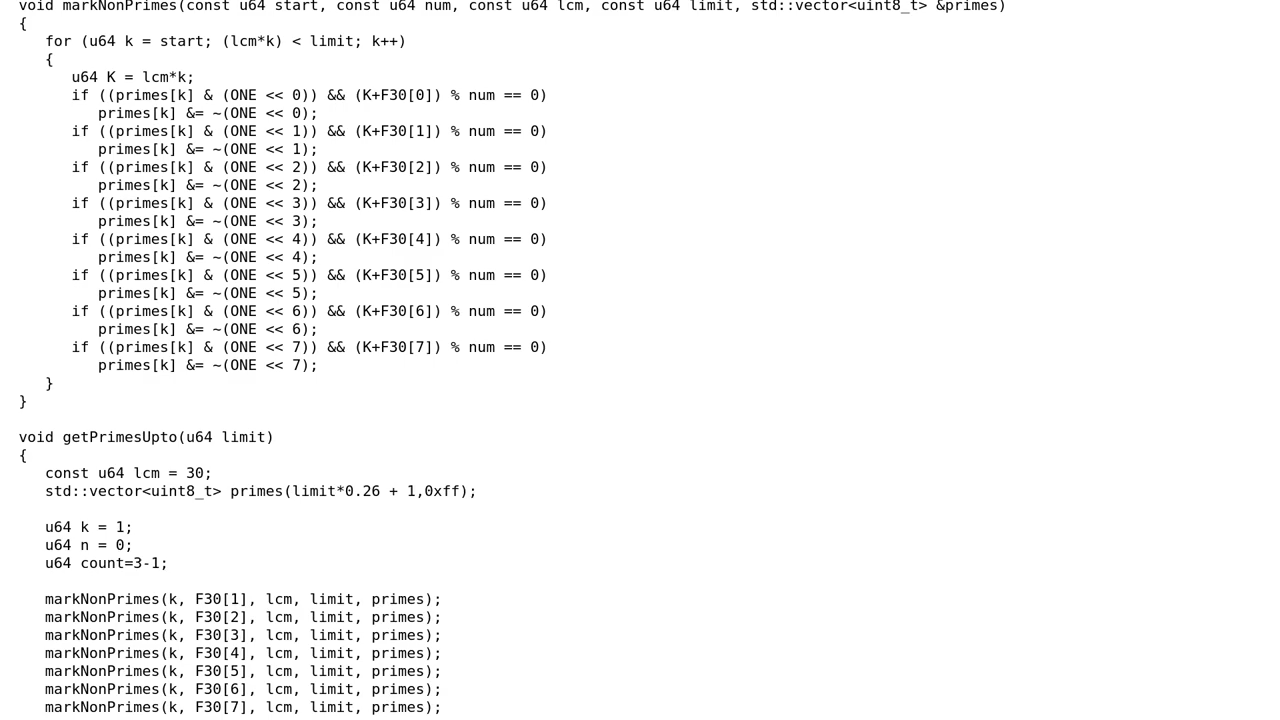 void markNonPrimes(const u64 start, const u64 num, const u64 lcm, const u64 limit, std::vector<uint8_t> &primes)
{
   for (u64 k = start; (lcm*k) < limit; k++)
   {
      u64 K = lcm*k;
      if ((primes[k] & (ONE << 0)) && (K+F30[0]) % num == 0)
         primes[k] &= ~(ONE << 0);
      if ((primes[k] & (ONE << 1)) && (K+F30[1]) % num == 0)
         primes[k] &= ~(ONE << 1);
      if ((primes[k] & (ONE << 2)) && (K+F30[2]) % num == 0)
         primes[k] &= ~(ONE << 2);
      if ((primes[k] & (ONE << 3)) && (K+F30[3]) % num == 0)
         primes[k] &= ~(ONE << 3);
      if ((primes[k] & (ONE << 4)) && (K+F30[4]) % num == 0)
         primes[k] &= ~(ONE << 4);
      if ((primes[k] & (ONE << 5)) && (K+F30[5]) % num == 0)
         primes[k] &= ~(ONE << 5);
      if ((primes[k] & (ONE << 6)) && (K+F30[6]) % num == 0)
         primes[k] &= ~(ONE << 6);
      if ((primes[k] & (ONE << 7)) && (K+F30[7]) % num == 0)
         primes[k] &= ~(ONE << 7);
   }
}

void getPrimesUpto(u64 limit)
{
   const u64 lcm = 30;
   std::vector<uint8_t> primes(limit*0.26 + 1,0xff);

   u64 k = 1;
   u64 n = 0;
   u64 count=3-1;

   markNonPrimes(k, F30[1], lcm, limit, primes);
   markNonPrimes(k, F30[2], lcm, limit, primes);
   markNonPrimes(k, F30[3], lcm, limit, primes);
   markNonPrimes(k, F30[4], lcm, limit, primes);
   markNonPrimes(k, F30[5], lcm, limit, primes);
   markNonPrimes(k, F30[6], lcm, limit, primes);
   markNonPrimes(k, F30[7], lcm, limit, primes);